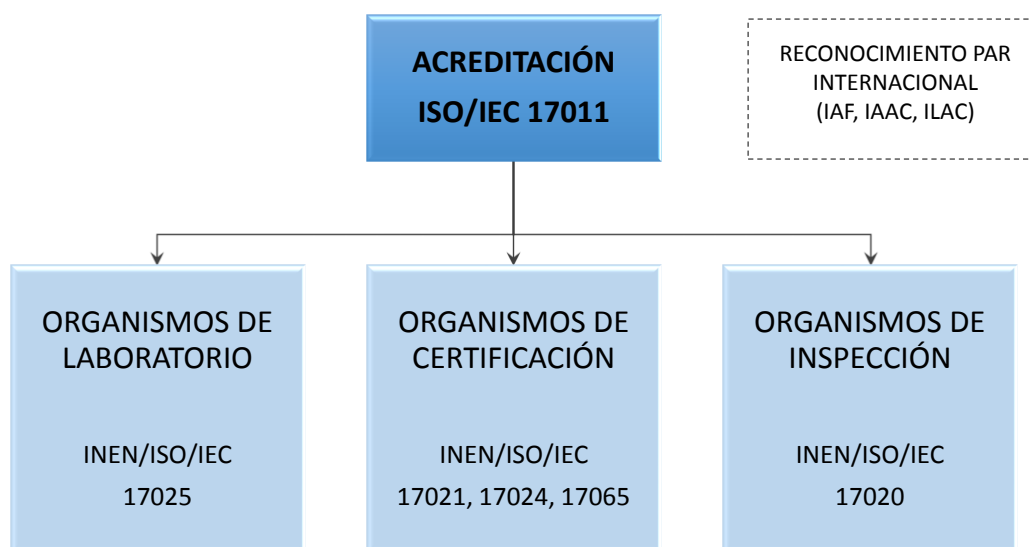 ACREDITACIÓN
ISO/IEC 17011
RECONOCIMIENTO PAR
INTERNACIONAL
(IAF, IAAC, ILAC)
ORGANISMOS DE
LABORATORIO
INEN/ISO/IEC
17025
ORGANISMOS DE
CERTIFICACIÓN
INEN/ISO/IEC
17021, 17024, 17065
ORGANISMOS DE
INSPECCIÓN
INEN/ISO/IEC
17020